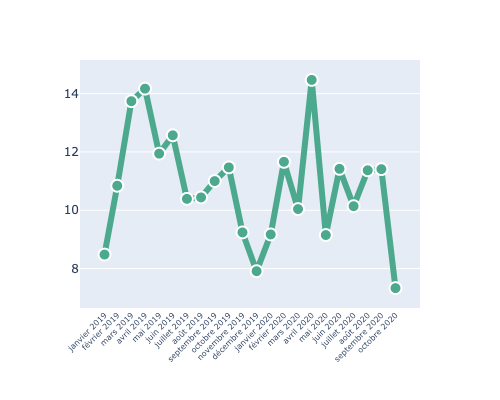 14
12
10
8
janvier 2019
février 2019
mars 2019
avril 2019
mai 2019
juin 2019
juillet 2019
août 2019
septembre 2019
octobre 2019
novembre 2019
décembre 2019
janvier 2020
février 2020
mars 2020
avril 2020
mai 2020
juin 2020
juillet 2020
août 2020
septembre 2020
octobre 2020